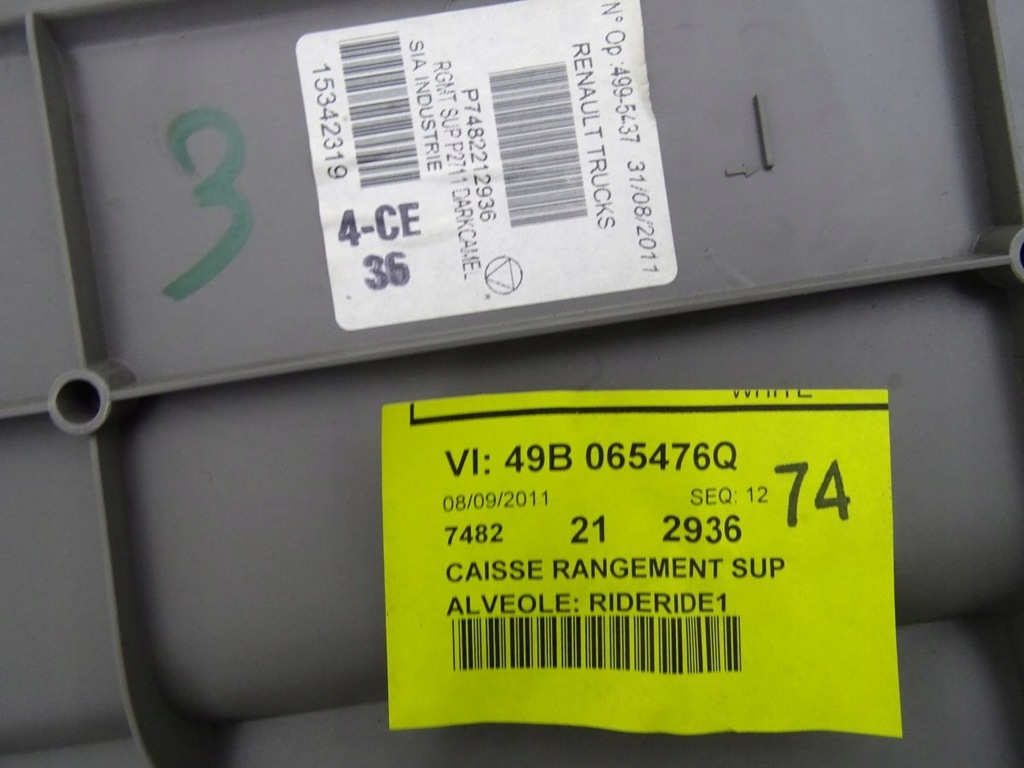 3
N° Op :499-5437 31/08/2011
RENAULT TRUCKS
P7482212936
RGMT SUP P2711 DARKCAMEL
SIA INDUSTRIE
15342319
4-CE
36
WHITE
VI: 49B 065476Q
74
08/09/2011 SEQ: 12
7482 21 2936
CAISSE RANGEMENT SUP
ALVEOLE: RIDERIDE1